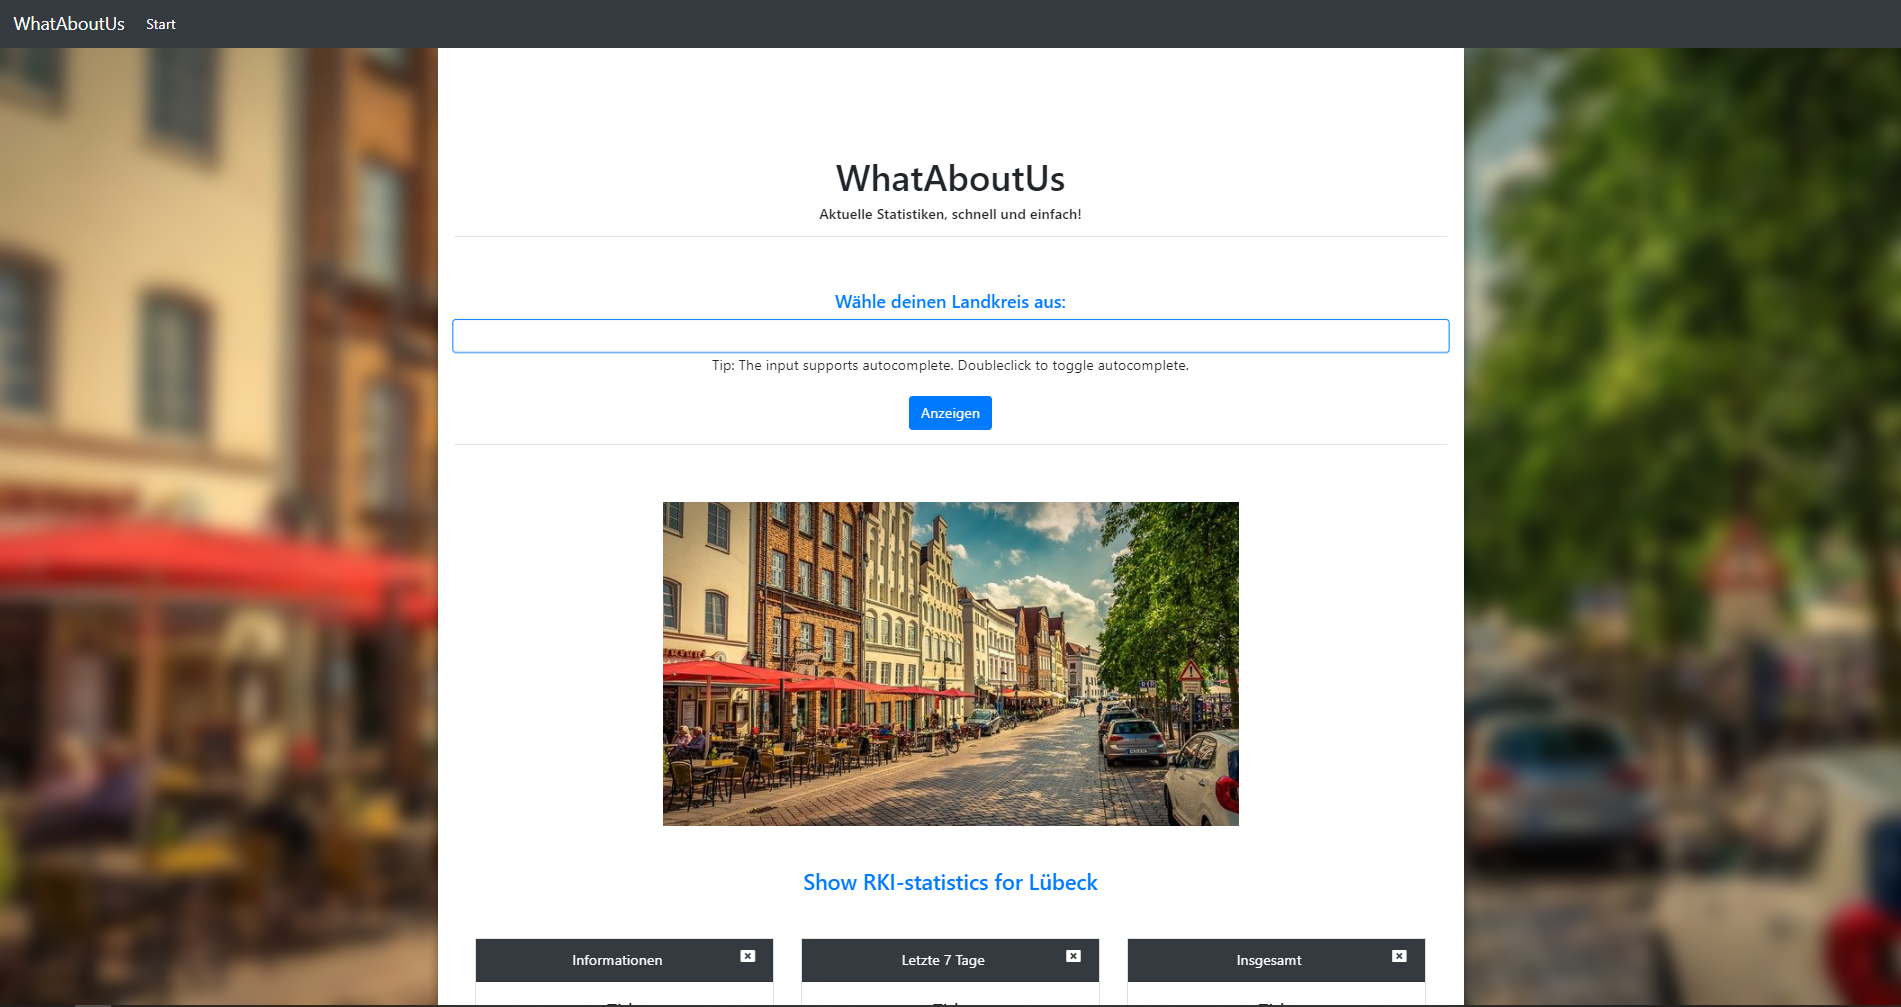 WhatAboutUs Start
WhatAboutUs
Aktuelle Statistiken, schnell und einfach!
Wähle deinen Landkreis aus:
Tip: The input supports autocomplete. Doubleclick to toggle autocomplete.
Anzeigen
Show RKI-statistics for Lübeck
Informationen
Letzte 7 Tage
Insgesamt